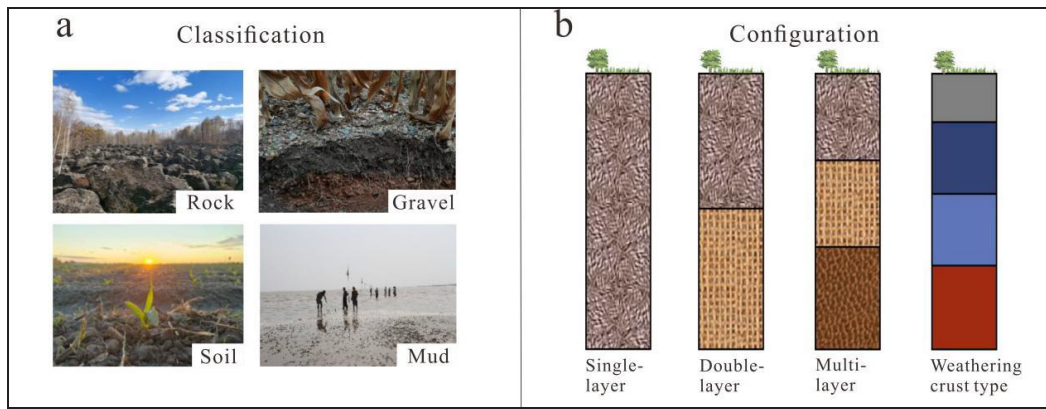 a
Classification
Rock
Gravel
Soil
Mud
b
Configuration
Single-
layer
Double-
layer
Multi-
layer
Weathering
crust type